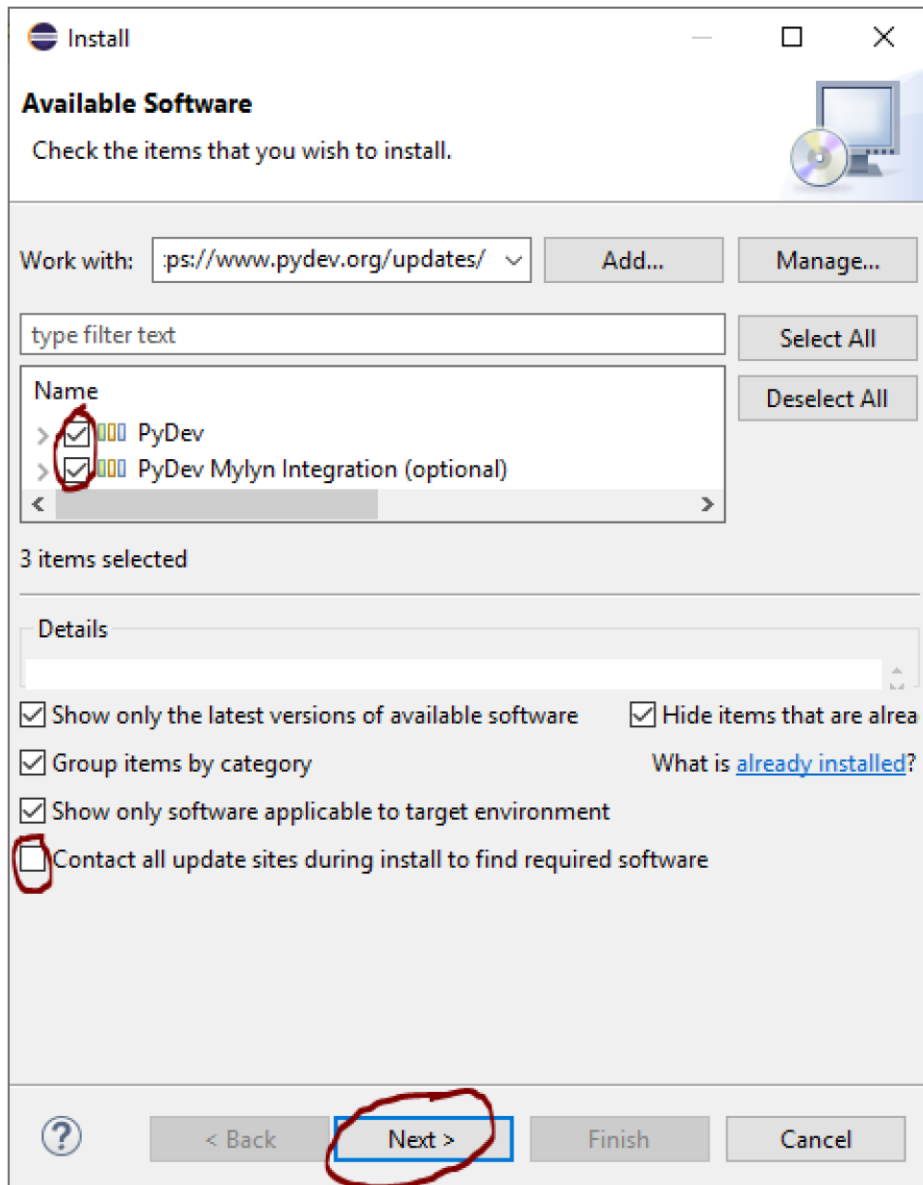 Install
Available Software
Check the items that you wish to install.
Work with: :ps://www.pydev.org/updates/ Add... Manage...
type filter text Select All
Name Deselect All
PyDev
PyDev Mylyn Integration (optional)
3 items selected
Details
Show only the latest versions of available software Hide items that are alrea
Group items by category What is already installed?
Show only software applicable to target environment
Contact all update sites during install to find required software
? < Back Next > Finish Cancel